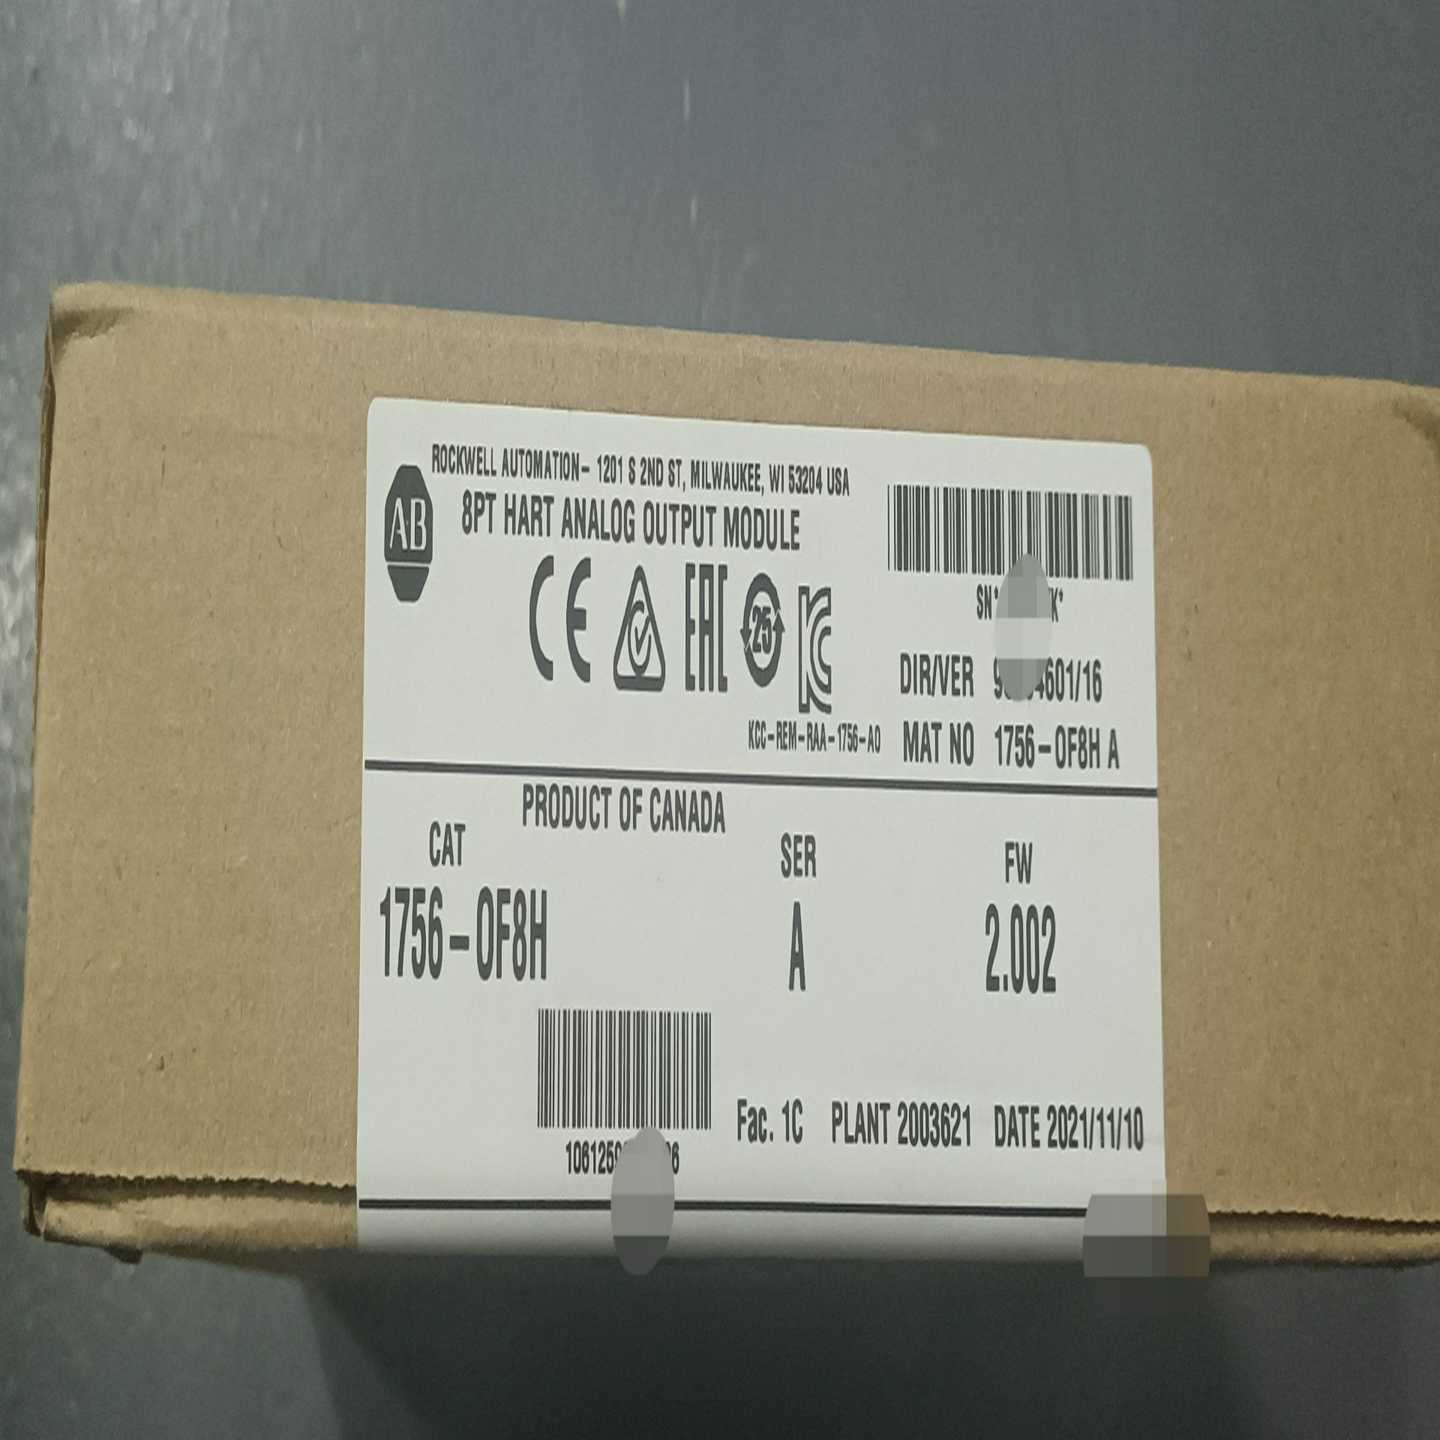 ROCKWELL AUTOMATION- 1201 S 2ND ST, MILWAUKEE, WI 53204 USA
AB
8PT HART ANALOG OUTPUT MODULE
CE EAC 25 KC
KCC-REM-RAA-1756-AO
SN*
DIR/VER
MAT NO 1756-OF8H A
PRODUCT OF CANADA
CAT SER FW
1756-OF8H A 2.002
Fac. 1C PLANT 2003621 DATE 2021/11/10